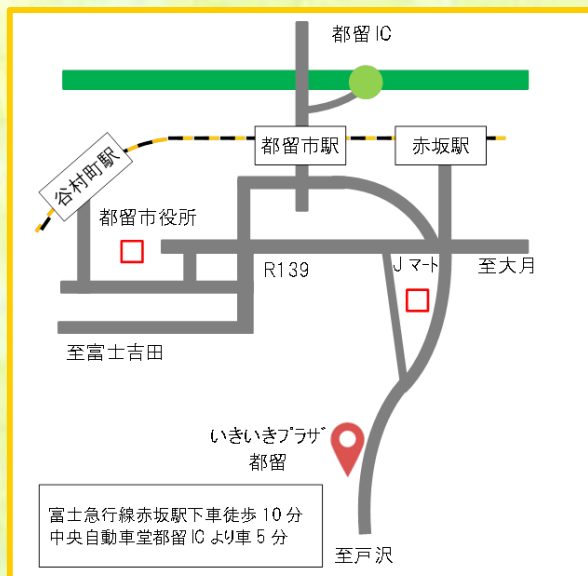 都留IC
都留市駅
赤坂駅
谷村町駅
都留市役所
R139
Jマート
至大月
至富士吉田
いきいきプラザ
都留
富士急行線赤坂駅下車徒歩10分
中央自動車堂都留ICより車5分
至戸沢